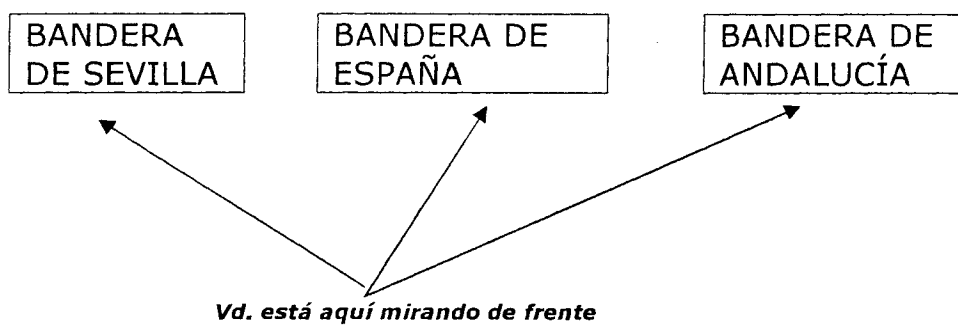 BANDERA
DE SEVILLA
BANDERA DE
ESPAÑA
BANDERA DE
ANDALUCÍA
Vd. está aquí mirando de frente